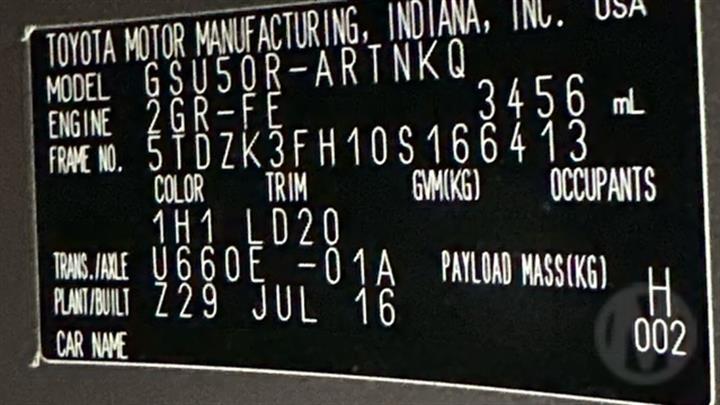 TOYOTA MOTOR MANUFACTURING, INDIANA, INC. USA
MODEL GSU50R-ARTNKQ
ENGINE 2GR-FE 3456 mL
FRAME NO. 5TDZK3FH10S166413
COLOR TRIM GVM(KG) OCCUPANTS
1H1 LD20
TRANS./AXLE U660E -01A PAYLOAD MASS(KG) H
PLANT/BUILT Z29 JUL 16 002
CAR NAME